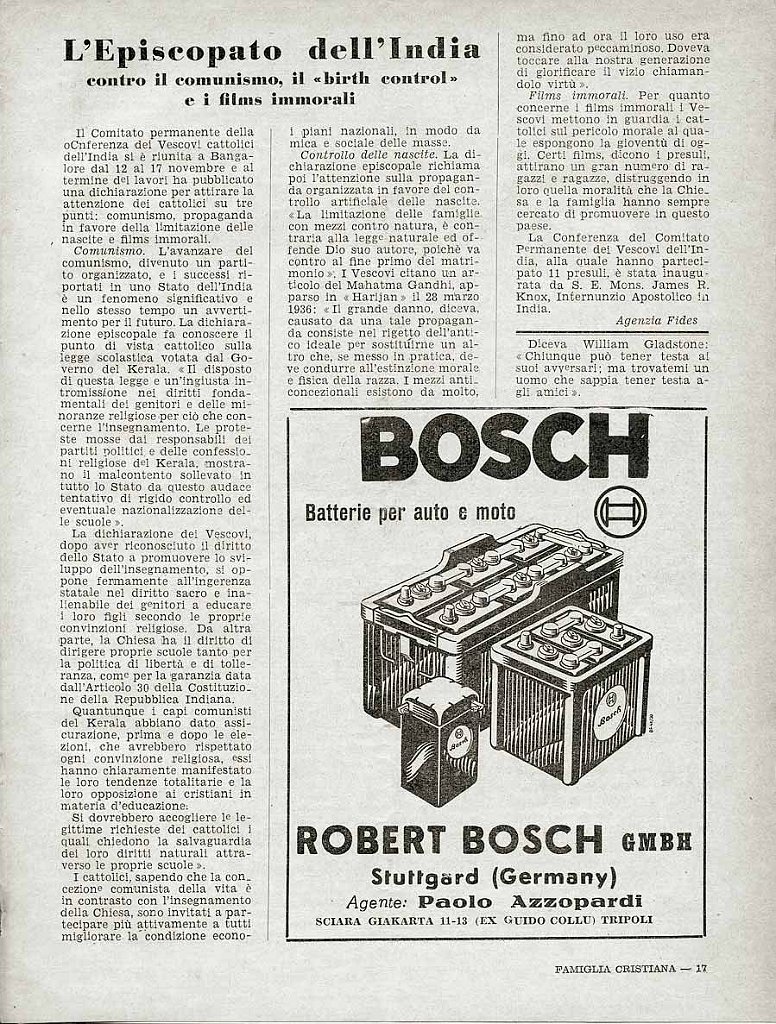 L'Episcopato dell'India
contro il comunismo, il «birth control»
e i films immorali
Il Comitato permanente della
oCnferenza dei Vescovi cattolici
dell'India si è riunita a Banga-
lore dal 12 al 17 novembre e al
termine dei lavori ha pubblicato
una dichiarazione per attirare la
attenzione dei cattolici su tre
punti: comunismo, propaganda
in favore della limitazione delle
nascite e films immorali.
Comunismo. L'avanzare del
comunismo, divenuto un parti-
to organizzato, e i successi ri-
portati in uno Stato dell'India
è un fenomeno significativo e
nello stesso tempo un avverti-
mento per il futuro. La dichiara-
zione episcopale fa conoscere il
punto di vista cattolico sulla
legge scolastica votata dal Go-
verno del Kerala. «Il disposto
di questa legge e un'ingiusta in-
tromissione nei diritti fonda-
mentali dei genitori e delle mi-
noranze religiose per ciò che con-
cerne l'insegnamento. Le prote-
ste mosse dai responsabili dei
partiti politici e delle confessio-
ni religiose del Kerala, mostra-
no il malcontento sollevato in
tutto lo Stato da questo audace
tentativo di rigido controllo ed
eventuale nazionalizzazione del-
le scuole».
La dichiarazione dei Vescovi,
dopo aver riconosciuto il diritto
dello Stato a promuovere lo svi-
luppo dell'insegnamento, si op-
pone fermamente all'ingerenza
statale nel diritto sacro e ina-
lienabile dei genitori a educare
i loro figli secondo le proprie
convinzioni religiose. Da altra
parte, la Chiesa ha il diritto di
dirigere proprie scuole tanto per
la politica di libertà e di tolle-
ranza, come per la garanzia data
dall'Articolo 30 della Costituzio-
ne della Repubblica Indiana.
Quantunque i capi comunisti
del Kerala abbiano dato assi-
curazione, prima e dopo le ele-
zioni, che avrebbero rispettato
ogni convinzione religiosa, essi
hanno chiaramente manifestato
le loro tendenze totalitarie e la
loro opposizione ai cristiani in
materia d'educazione:
Si dovrebbero accogliere le le-
gittime richieste dei cattolici i
quali chiedono la salvaguardia
dei loro diritti naturali attra-
verso le proprie scuole».
I cattolici, sapendo che la con-
cezione comunista della vita è
in contrasto con l'insegnamento
della Chiesa, sono invitati a par-
tecipare più attivamente a tutti
migliorare la condizione econo-
i piani nazionali, in modo da
mica e sociale delle masse.
Controllo delle nascite. La di-
chiarazione episcopale richiama
poi l'attenzione sulla propagan-
da organizzata in favore del con-
trollo artificiale delle nascite.
«La limitazione delle famiglie
con mezzi contro natura, è con-
traria alla legge naturale ed of-
fende Dio suo autore, poichè va
contro al fine primo del matri-
monio». I Vescovi citano un ar-
ticolo del Mahatma Gandhi, ap-
parso in «Harijan» il 28 marzo
1936: «Il grande danno, diceva,
causato da una tale propagan-
da consiste nel rigetto dell'anti-
co ideale per sostituirne un al-
tro che, se messo in pratica, de-
ve condurre all'estinzione morale
e fisica della razza. I mezzi anti-
concezionali esistono da molto,
ma fino ad ora il loro uso era
considerato peccaminoso. Doveva
toccare alla nostra generazione
di glorificare il vizio chiaman-
dolo virtù».
Films immorali. Per quanto
concerne i films immorali i Ve-
scovi mettono in guardia i cat-
tolici sul pericolo morale al qua-
le espongono la gioventù di og-
gi. Certi films, dicono i presuli,
attirano un gran numero di ra-
gazzi e ragazze, distruggendo in
loro quella moralità che la Chie-
sa e la famiglia hanno sempre
cercato di promuovere in questo
paese.
La Conferenza del Comitato
Permanente dei Vescovi dell'In-
dia, alla quale hanno parteci-
pato 11 presuli, è stata inaugu-
rata da S. E. Mons. James R.
Knox, Internunzio Apostolico in
India.
Agenzia Fides
Diceva William Gladstone:
«Chiunque può tener testa ai
suoi avversari; ma trovatemi un
uomo che sappia tener testa a-
gli amici».
BOSCH
Batterie per auto e moto
Bosch
Bosch
ROBERT BOSCH GMBH
Stuttgard (Germany)
Agente: Paolo Azzopardi
SCIARA GIAKARTA 11-13 (EX GUIDO COLLU) TRIPOLI
FAMIGLIA CRISTIANA — 17